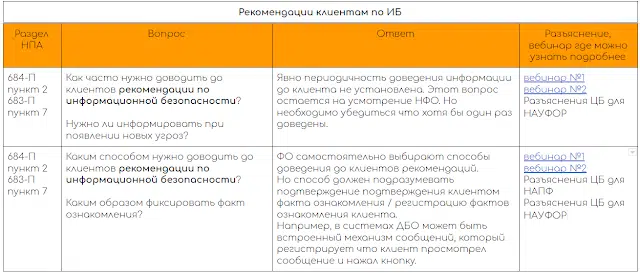 Рекомендации клиентам по ИБ
Раздел
НПА
Вопрос
Ответ
Разъяснение,
вебинар где можно
узнать подробнее
684-П
пункт 2
683-П
пункт 7
Как часто нужно доводить до
клиентов рекомендации по
информационной безопасности?
Нужно ли информировать при
появлении новых угроз?
Явно периодичность доведения информации
до клиента не установлена. Этот вопрос
остается на усмотрение НФО. Но
необходимо убедиться что хотя бы один раз
доведены.
вебинар №1
вебинар №2
Разъяснения ЦБ для
НАУФОР
684-П
пункт 2
683-П
пункт 7
Каким способом нужно доводить до
клиентов рекомендации по
информационной безопасности?
Каким образом фиксировать факт
ознакомления?
ФО самостоятельно выбирают способы
доведения до клиентов рекомендаций.
Но способ должен подразумевать
подтверждение подтверждения клиентом
факта ознакомления / регистрацию фактов
ознакомления клиента.
Например, в системах ДБО может быть
встроенный механизм сообщений, который
регистрирует что клиент просмотрел
сообщение и нажал кнопку.
вебинар №1
вебинар №2
Разъяснения ЦБ для
НАПФ
Разъяснения ЦБ для
НАУФОР